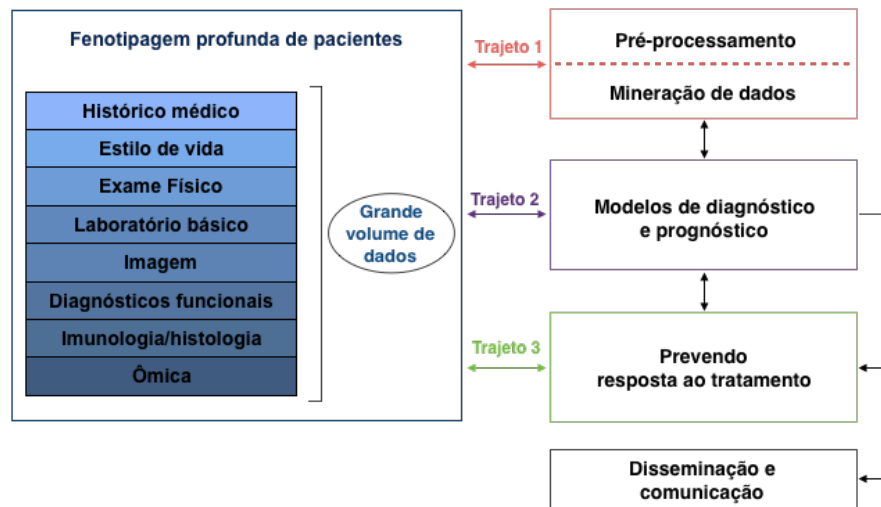 Fenotipagem profunda de pacientes
Histórico médico
Estilo de vida
Exame Físico
Laboratório básico
Imagem
Diagnósticos funcionais
Imunologia/histologia
Ômica
Grande
volume de
dados
Trajeto 1
Pré-processamento
Mineração de dados
Trajeto 2
Modelos de diagnóstico
e prognóstico
Trajeto 3
Prevendo
resposta ao tratamento
Disseminação e
comunicação